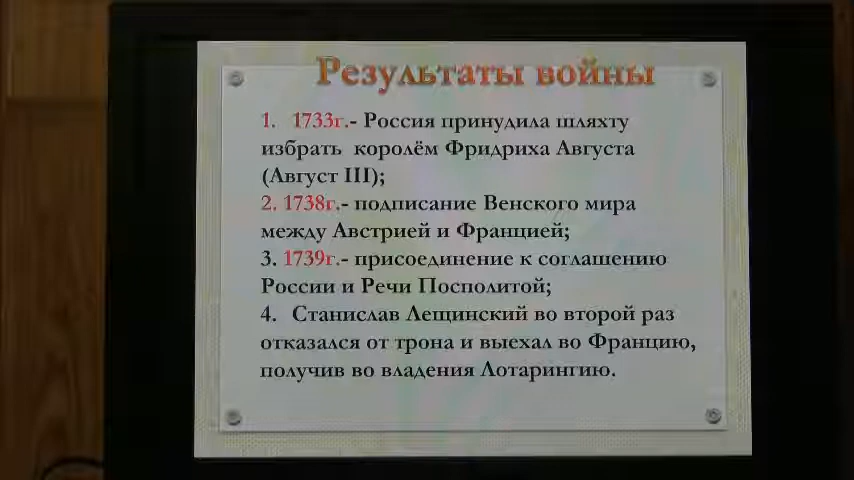 Результаты войны
1. 1733г.- Россия принудила шляхту
избрать королём Фридриха Августа
(Август III);
2. 1738г.- подписание Венского мира
между Австрией и Францией;
3. 1739г.- присоединение к соглашению
России и Речи Посполитой;
4. Станислав Лещинский во второй раз
отказался от трона и выехал во Францию,
получив во владения Лотарингию.